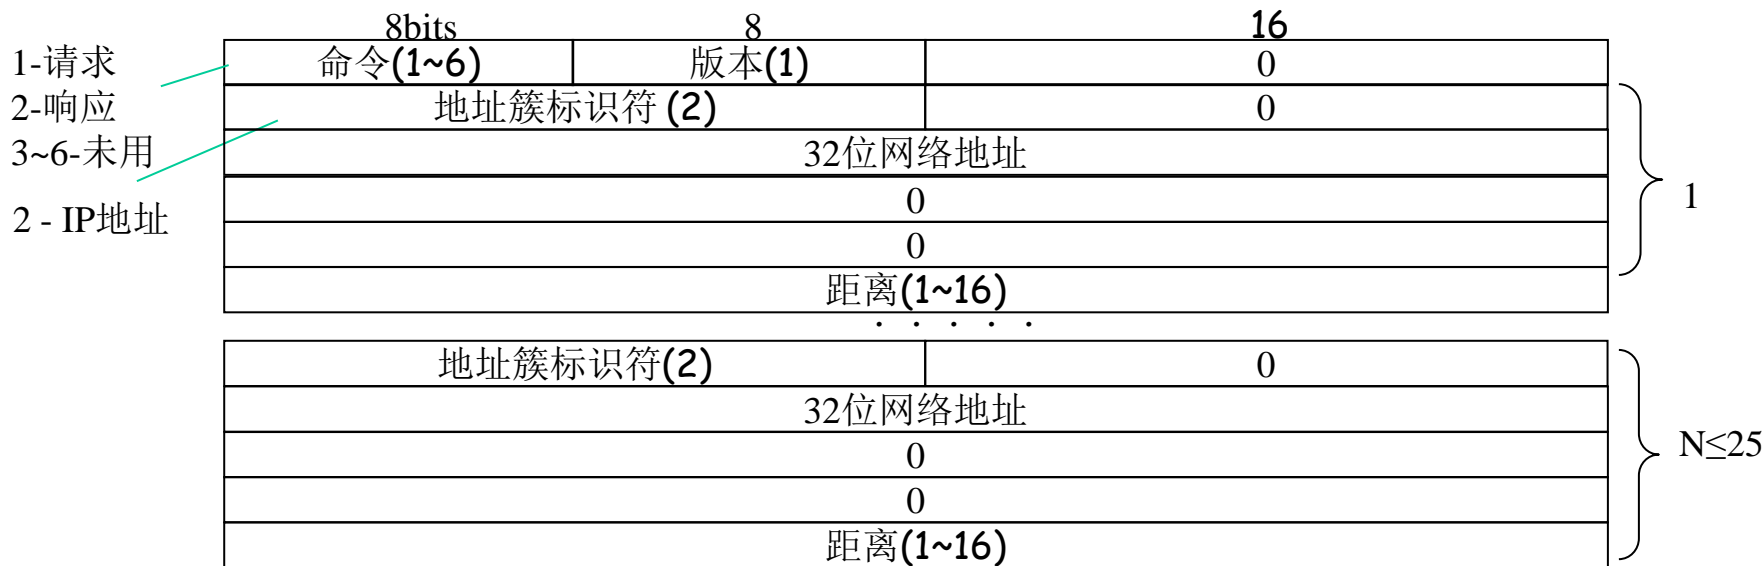 8bits 8 16
1-请求 命令(1~6) 版本(1) 0
2-响应 地址簇标识符 (2) 0
3~6-未用 32位网络地址
0 1
2 - IP地址 0
距离(1~16)
· · · · ·
地址簇标识符(2) 0
32位网络地址
0 N≤25
0
距离(1~16)